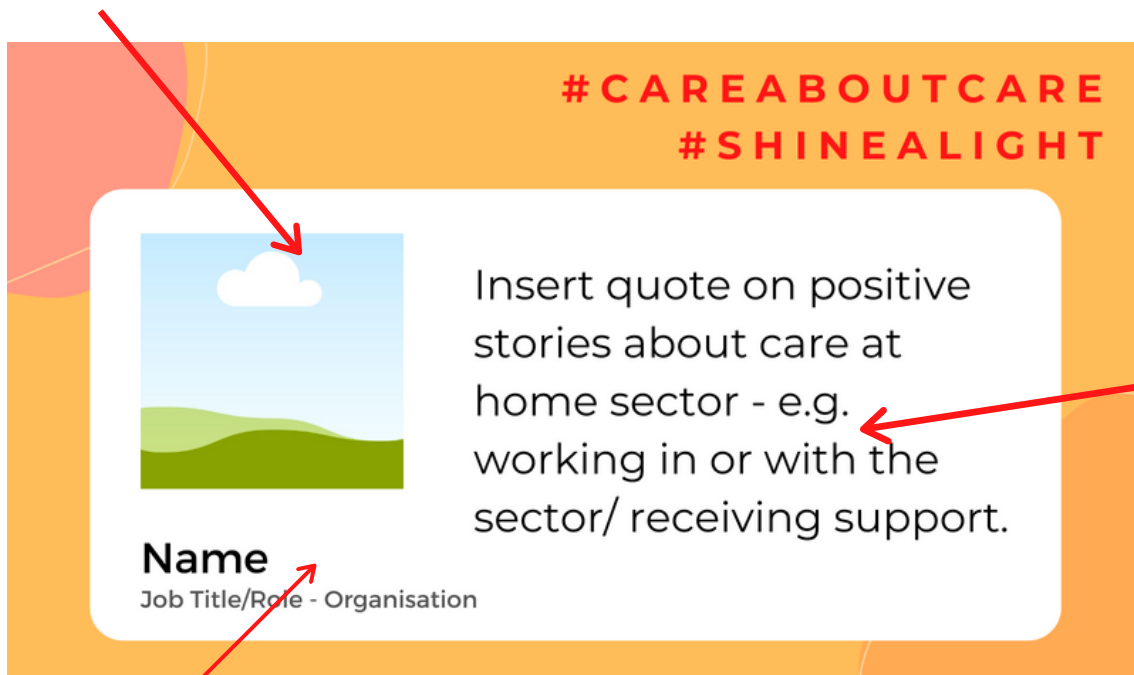 #CAREABOUTCARE
#SHINEALIGHT
Insert quote on positive
stories about care at
home sector - e.g.
working in or with the
sector/ receiving support.
Name
Job Title/Role - Organisation